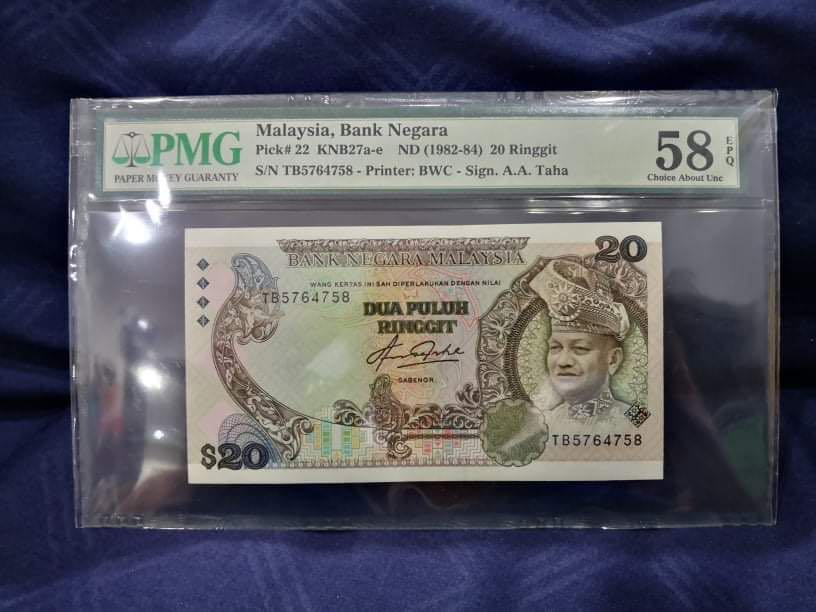 PMG
PAPER MONEY GUARANTY
Malaysia, Bank Negara
Pick# 22 KNB27a-e ND (1982-84) 20 Ringgit
S/N TB5764758 - Printer: BWC - Sign. A.A. Taha
58
EPQ
Choice About Unc
BANK NEGARA MALAYSIA
20
WANG KERTAS INI SAH DIPERLAKUKAN DENGAN NILAI
TB5764758
DUA PULUH
RINGGIT
GABENOR.
TB5764758
$20